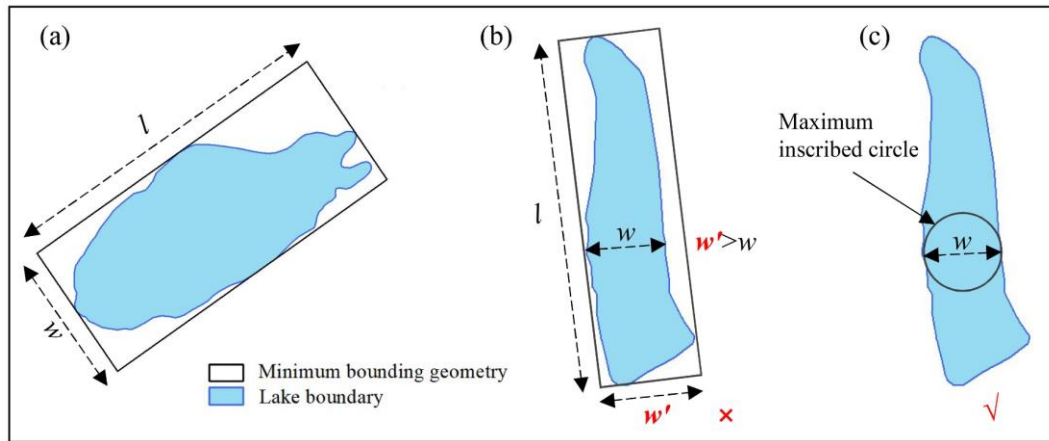 (a)
l
w
Minimum bounding geometry
Lake boundary
(b)
l
w
w'>w
w'
×
(c)
Maximum
inscribed circle
w
√